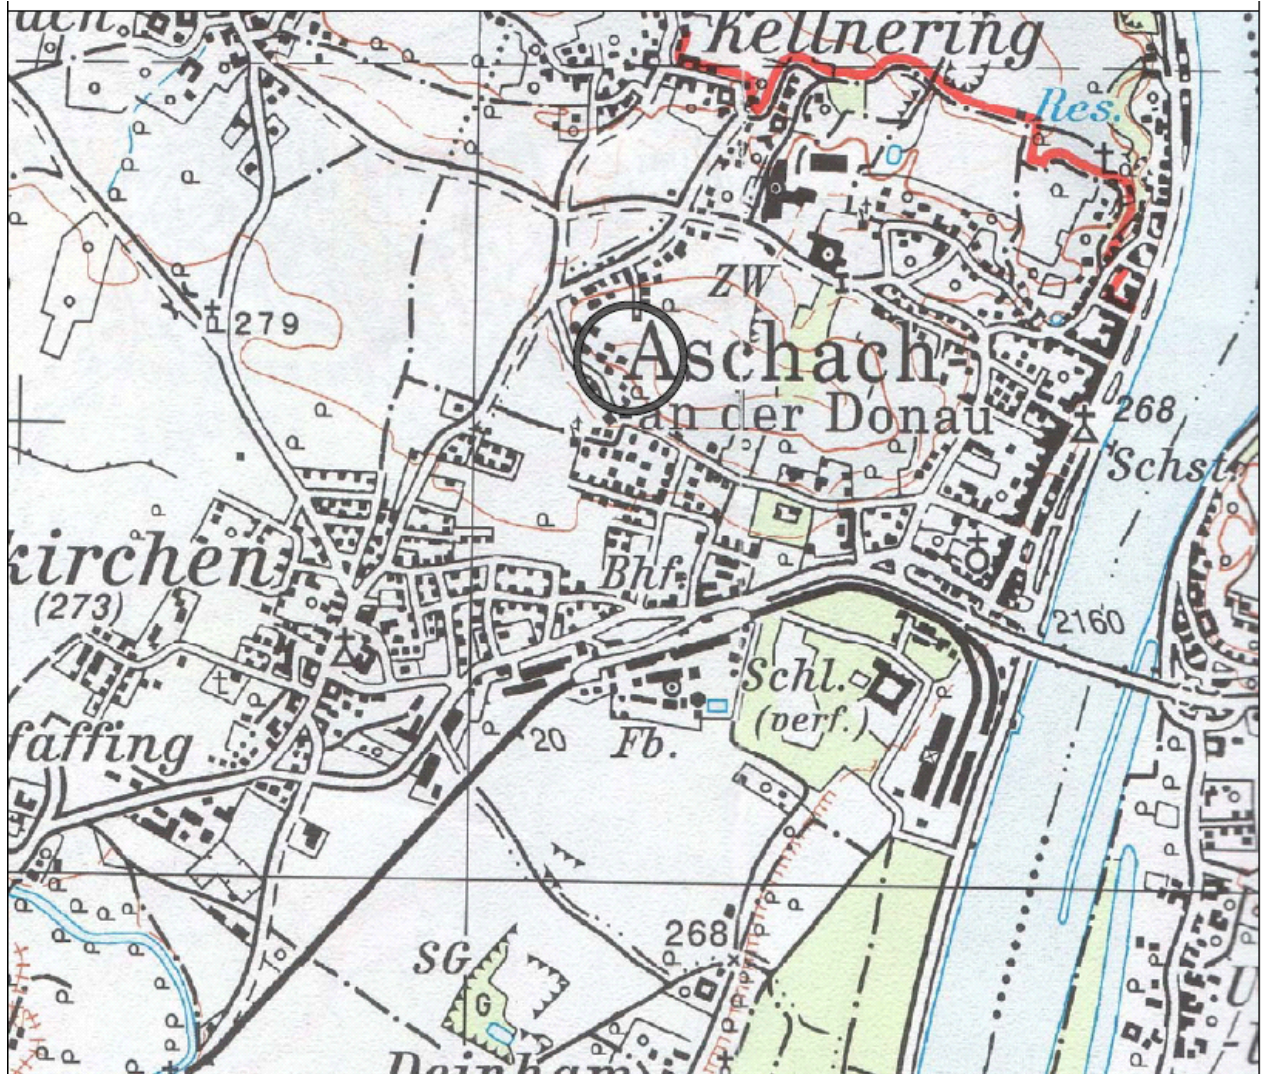 Kellnering
Res.
ZW
279
Aschach
an der Donau
268
Schst.
kirchen
(273)
Bhf.
2160
Schl.
(verf.)
faffing
20
Fb.
268
SG
G
Deinham